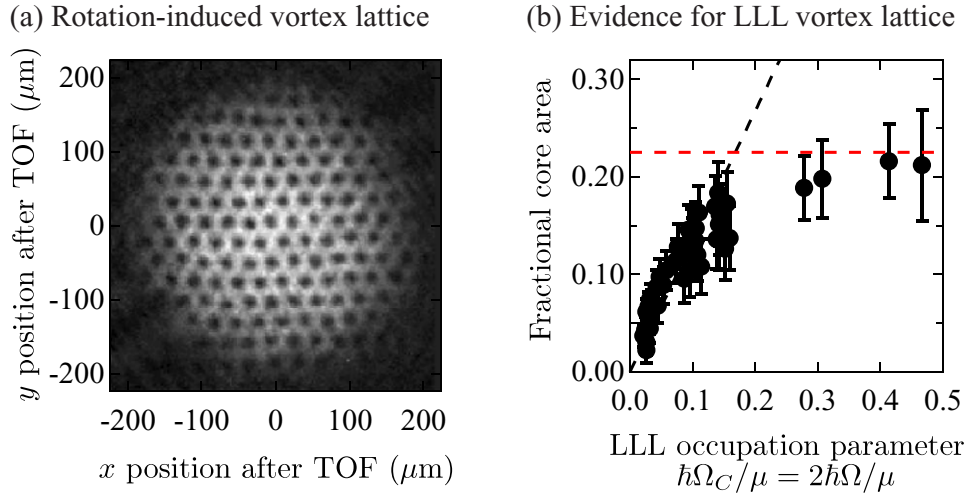 (a) Rotation-induced vortex lattice
y position after TOF (μm)
200
100
0
-100
-200
-200 -100 0 100 200
x position after TOF (μm)
(b) Evidence for LLL vortex lattice
Fractional core area
0.30
0.20
0.10
0.00
0.0 0.1 0.2 0.3 0.4 0.5
LLL occupation parameter
ℏΩ_C/μ = 2ℏΩ/μ